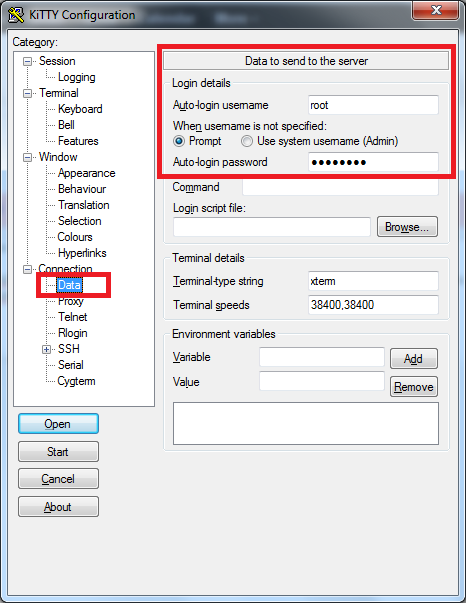 KiTTY Configuration
Category:
Session
Logging
Terminal
Keyboard
Bell
Features
Window
Appearance
Behaviour
Translation
Selection
Colours
Hyperlinks
Connection
Data
Proxy
Telnet
Rlogin
SSH
Serial
Cygterm
Open
Start
Cancel
About
Data to send to the server
Login details
Auto-login username root
When username is not specified:
Prompt Use system username (Admin)
Auto-login password ●●●●●●●●
Command
Login script file:
Browse...
Terminal details
Terminal-type string xterm
Terminal speeds 38400,38400
Environment variables
Variable Add
Value Remove